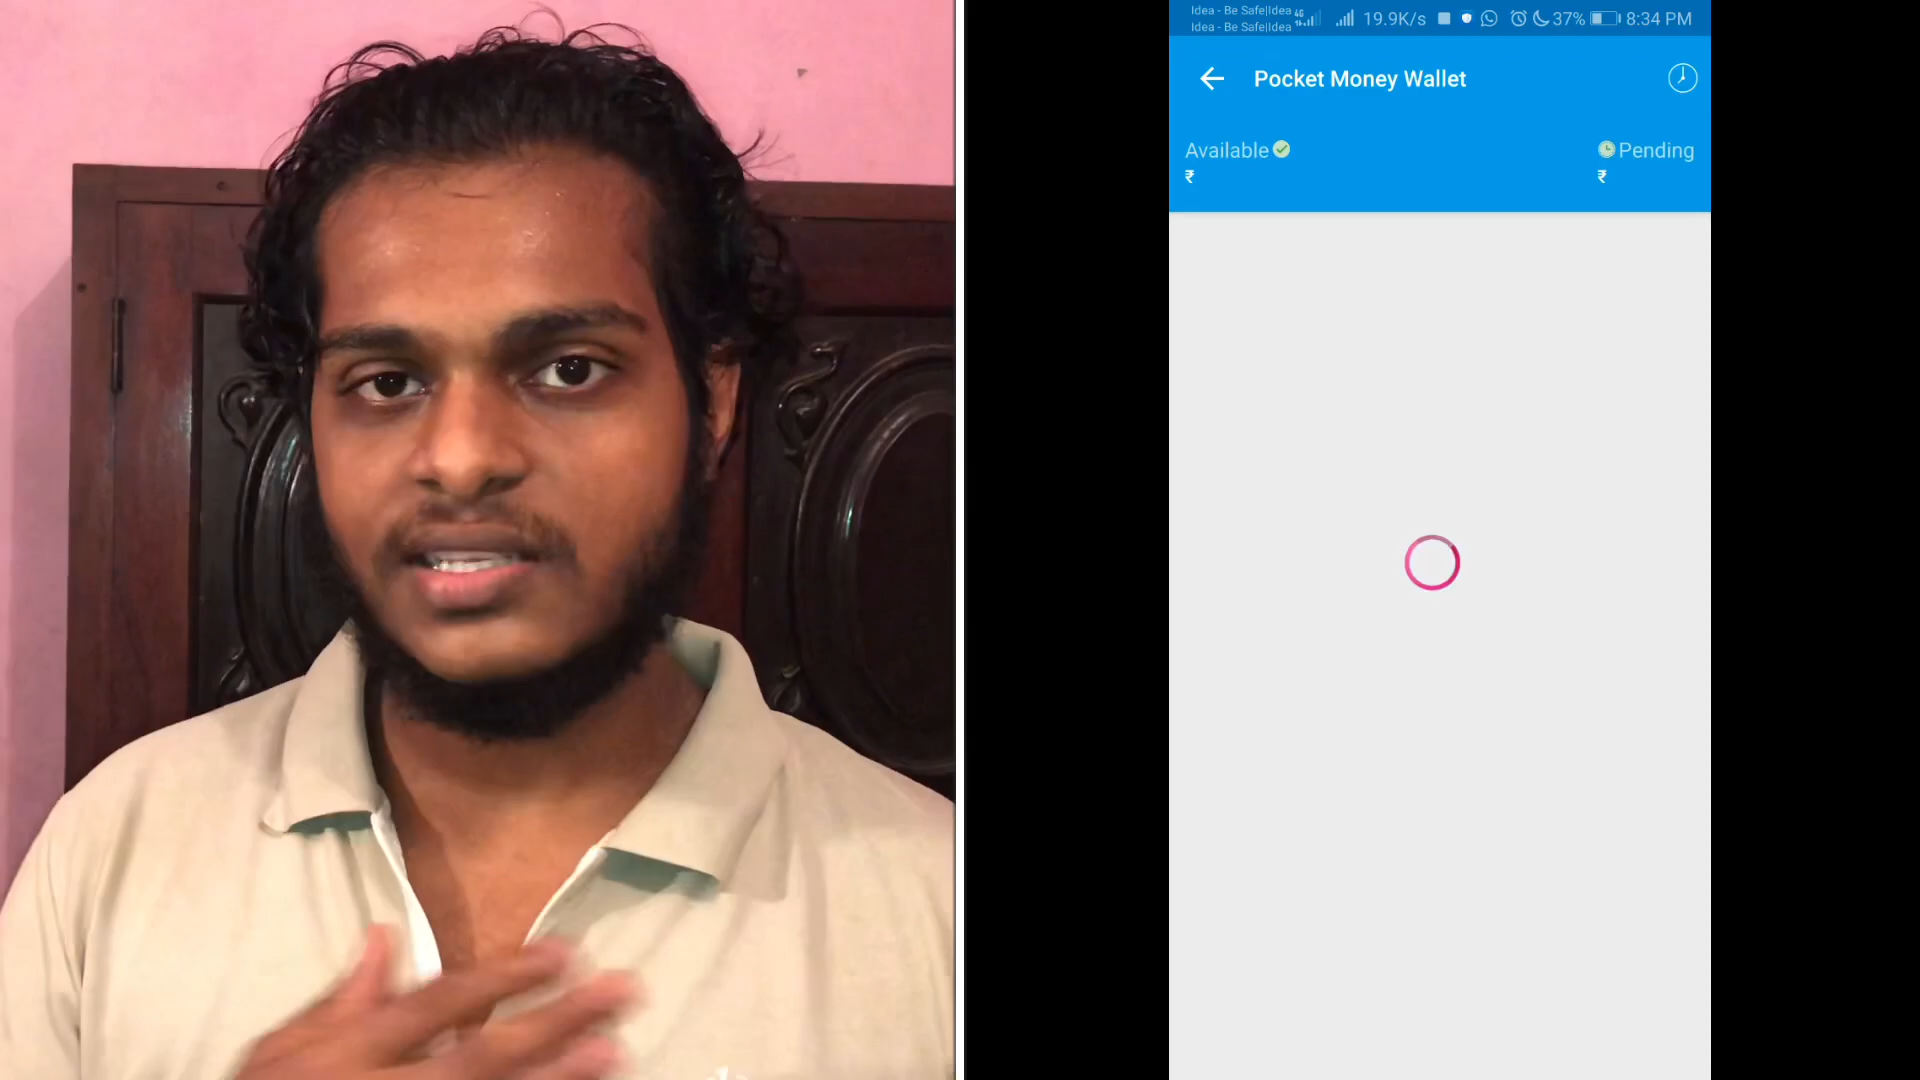 Idea - Be Safe|Idea 4G 19.9K/s 37% 8:34 PM
Idea - Be Safe|Idea
Pocket Money Wallet
Available Pending
₹ ₹